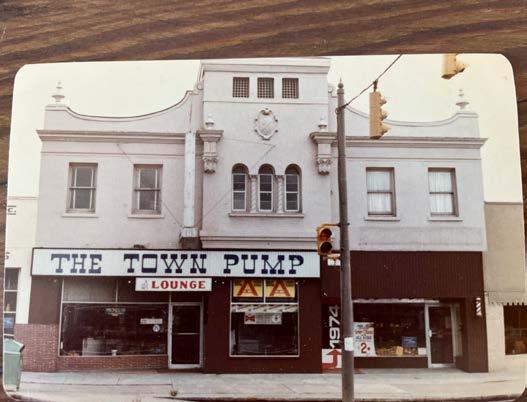 THE TOWN PUMP
LOUNGE
1974